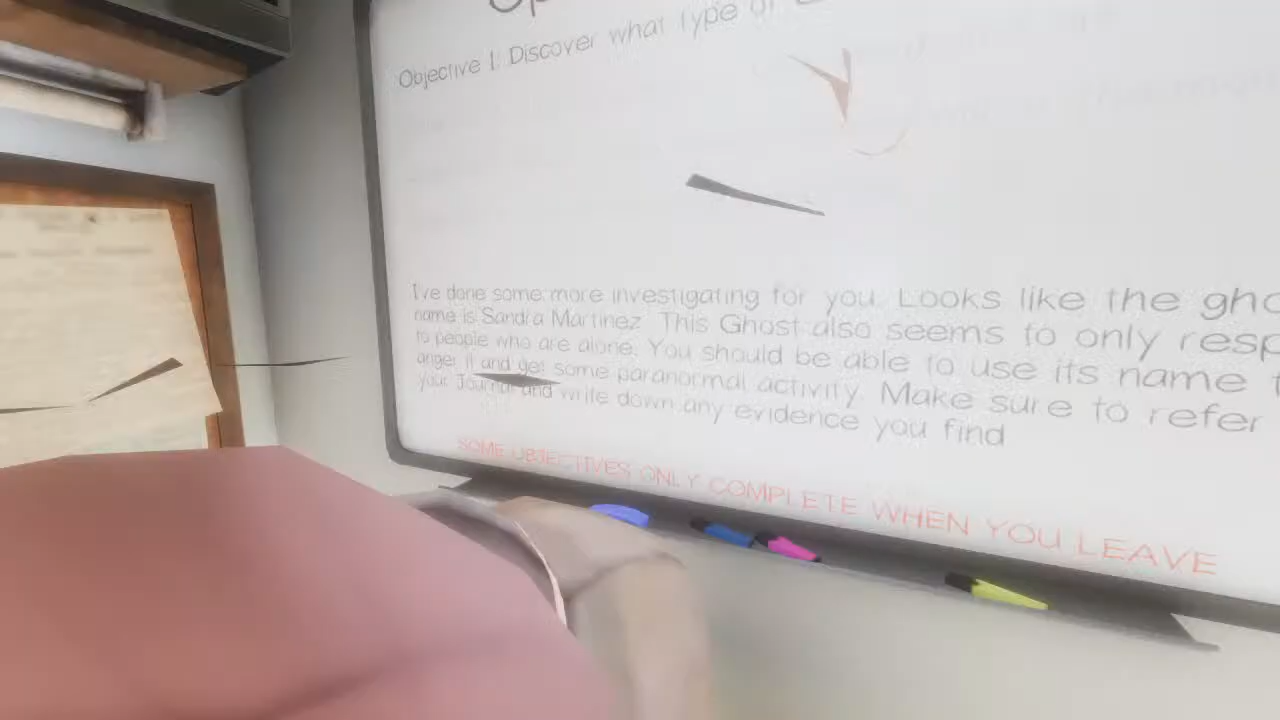 Op
Objective 1: Discover what type of
I've done some more investigating for you. Looks like the gho
name is Sandra Martinez. This Ghost also seems to only resp
to people who are alone. You should be able to use its name t
anger it and get some paranormal activity. Make sure to refer
your Journal and write down any evidence you find
SOME OBJECTIVES ONLY COMPLETE WHEN YOU LEAVE